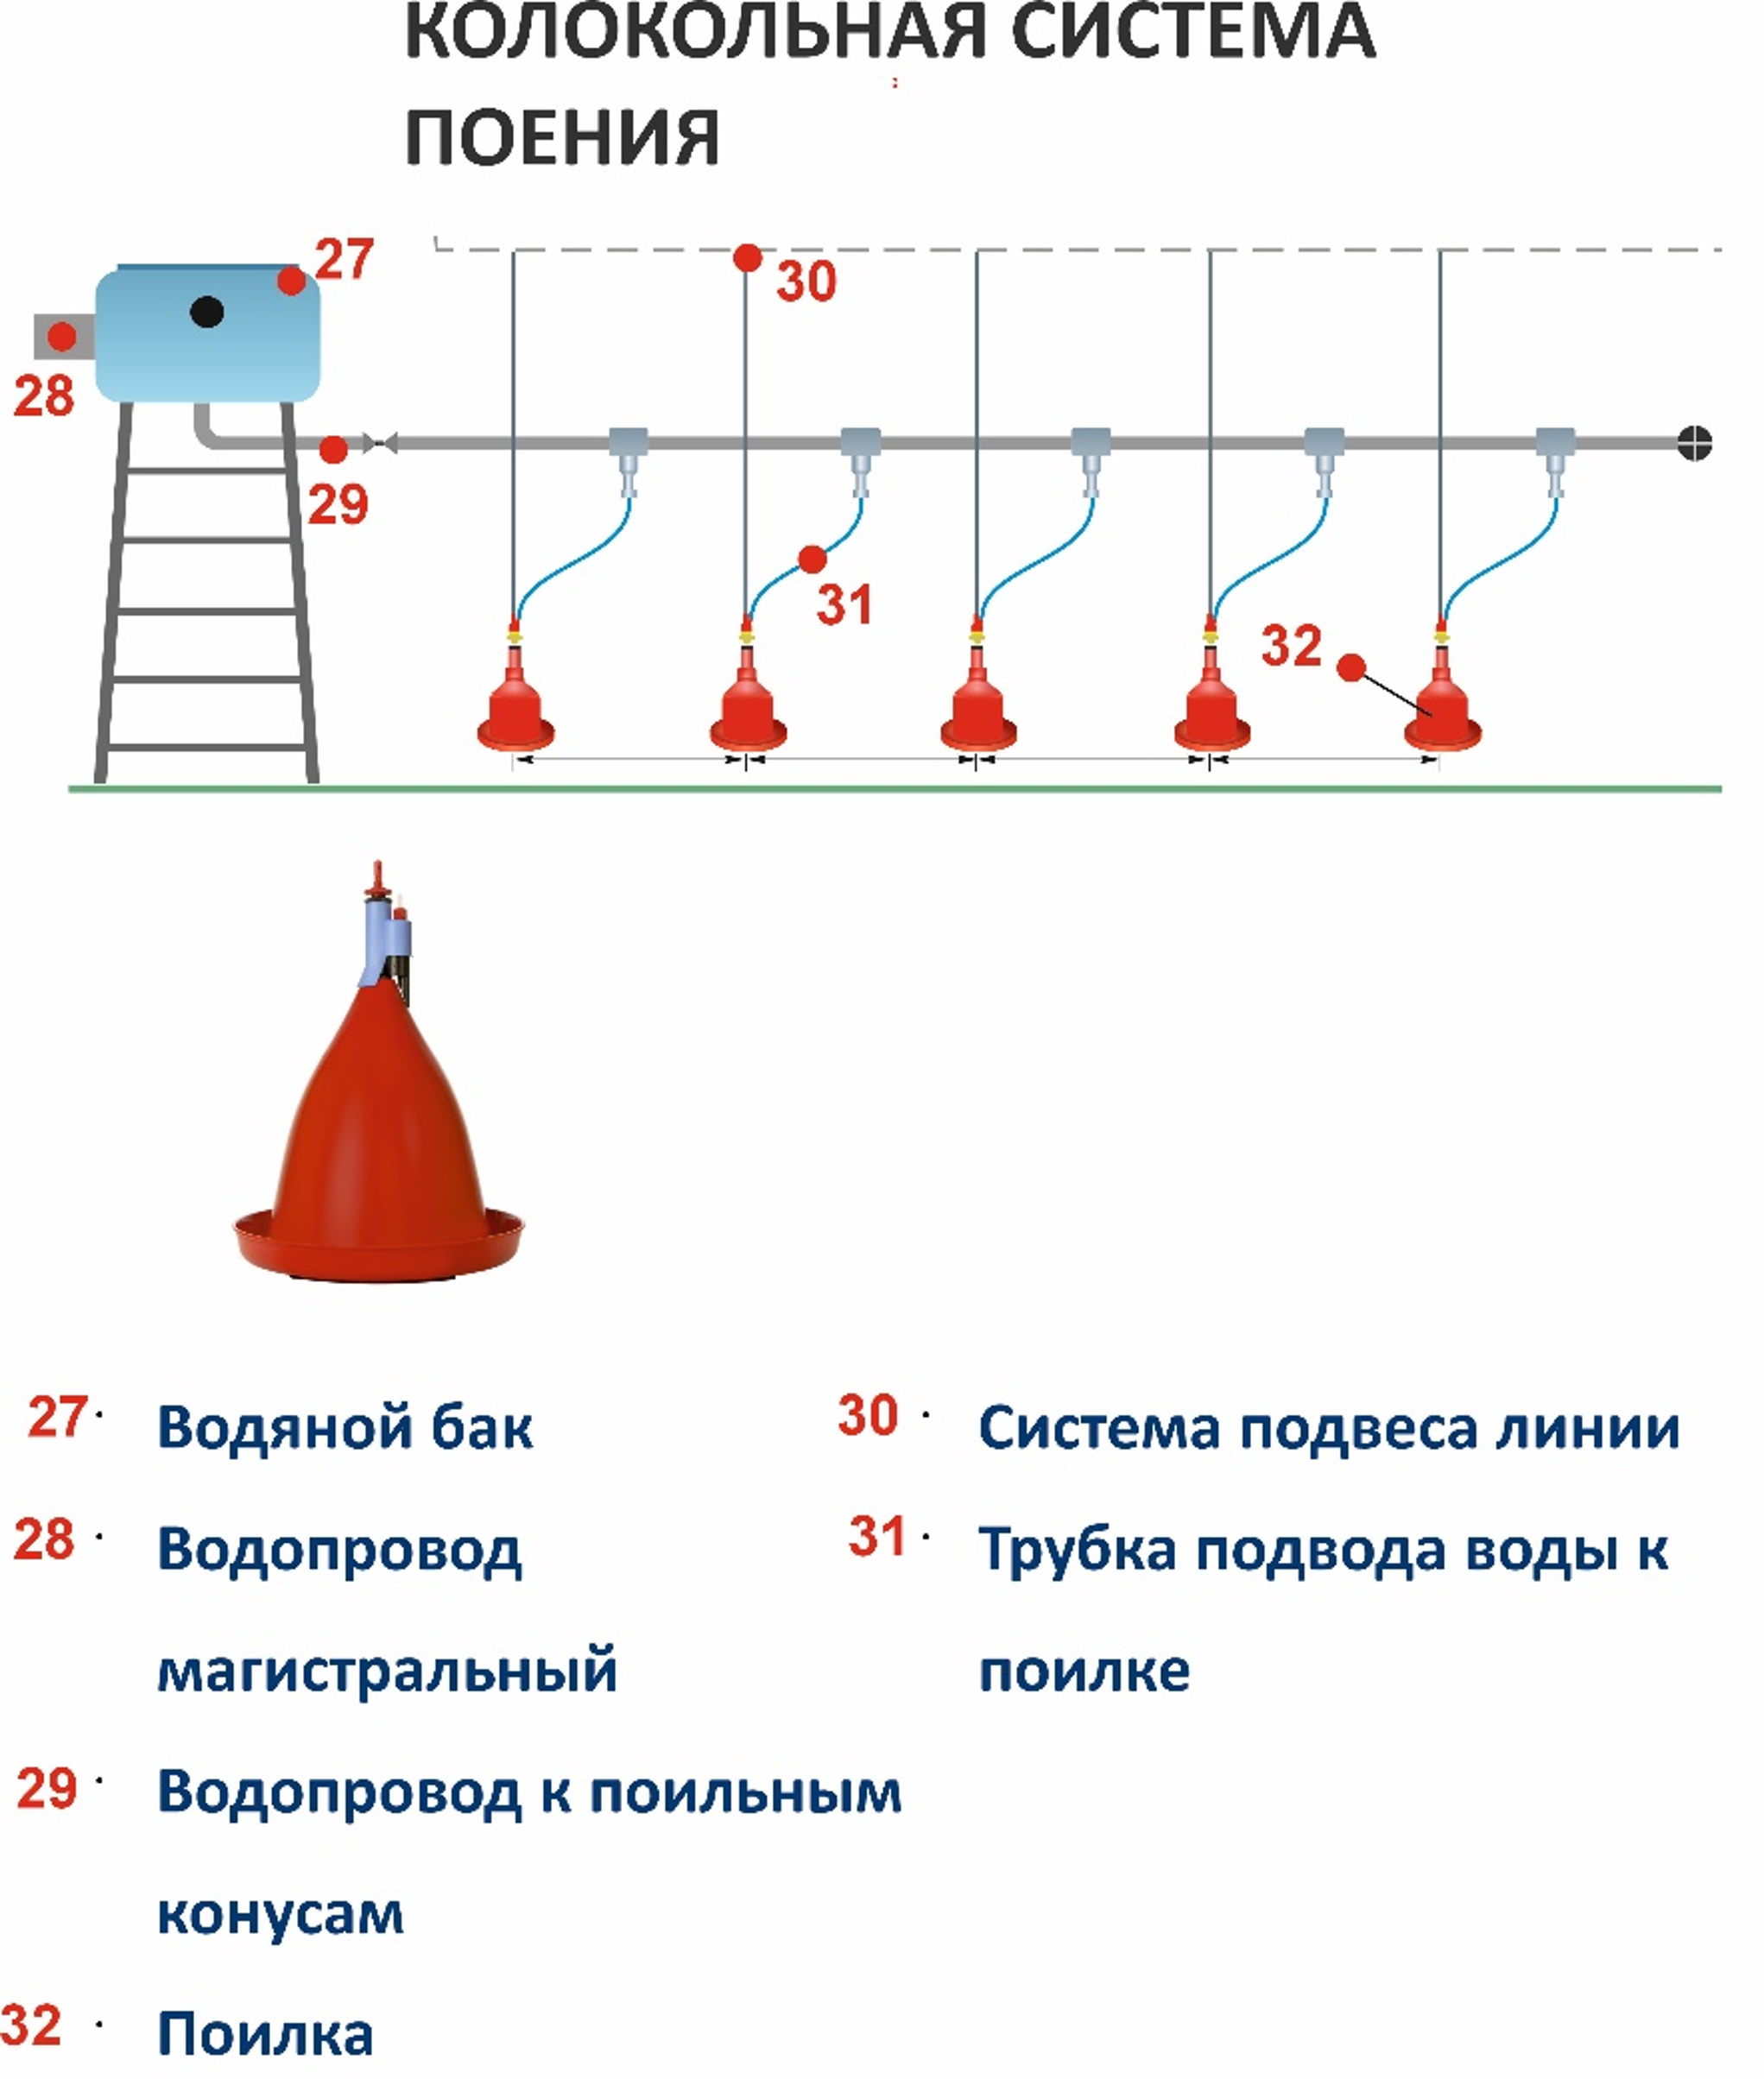 КОЛОКОЛЬНАЯ СИСТЕМА
ПОЕНИЯ
27
30
28
29
31
32
27 Водяной бак
28 Водопровод
магистральный
29 Водопровод к поильным
конусам
32 Поилка
30 Система подвеса линии
31 Трубка подвода воды к
поилке